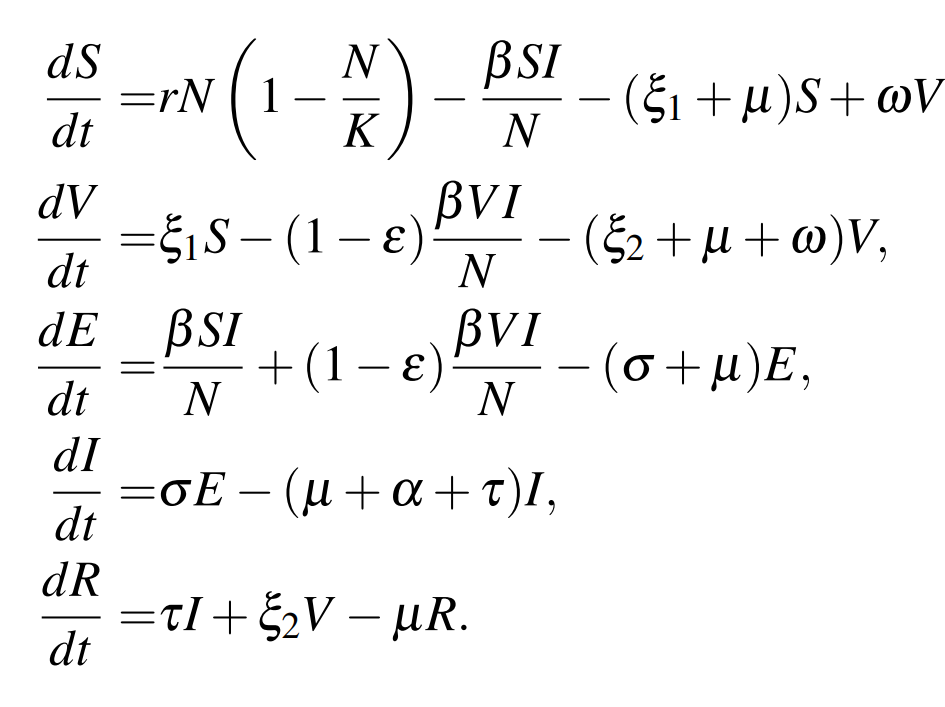 dS/dt = rN(1 − N/K) − βSI/N − (ξ₁ + μ)S + ωV
dV/dt = ξ₁S − (1 − ε)βVI/N − (ξ₂ + μ + ω)V,
dE/dt = βSI/N + (1 − ε)βVI/N − (σ + μ)E,
dI/dt = σE − (μ + α + τ)I,
dR/dt = τI + ξ₂V − μR.